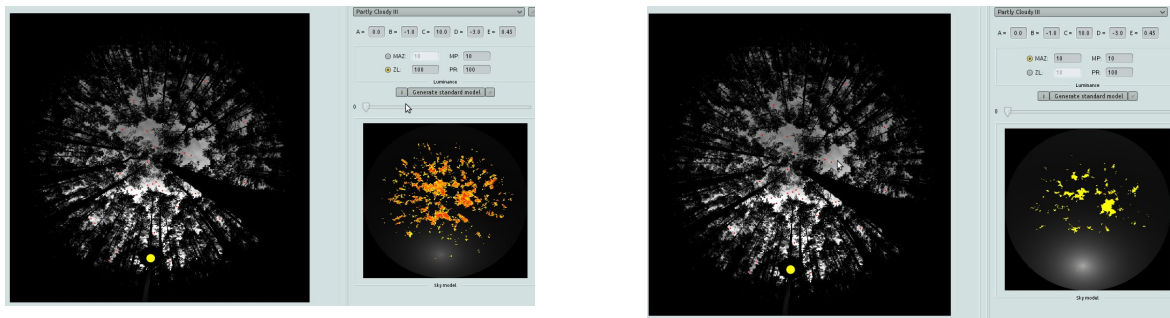 Partly Cloudy III
A = 0.0 B = -1.0 C = 10.0 D = -3.0 E = 0.45
MAZ: 10 MP: 10
ZL: 100 PR: 100
Luminance
i Generate standard model
0
Sky model
Partly Cloudy III
A = 0.0 B = -1.0 C = 10.0 D = -3.0 E = 0.45
MAZ: 10 MP: 10
ZL: 10 PR: 100
Luminance
i Generate standard model
0
Sky model